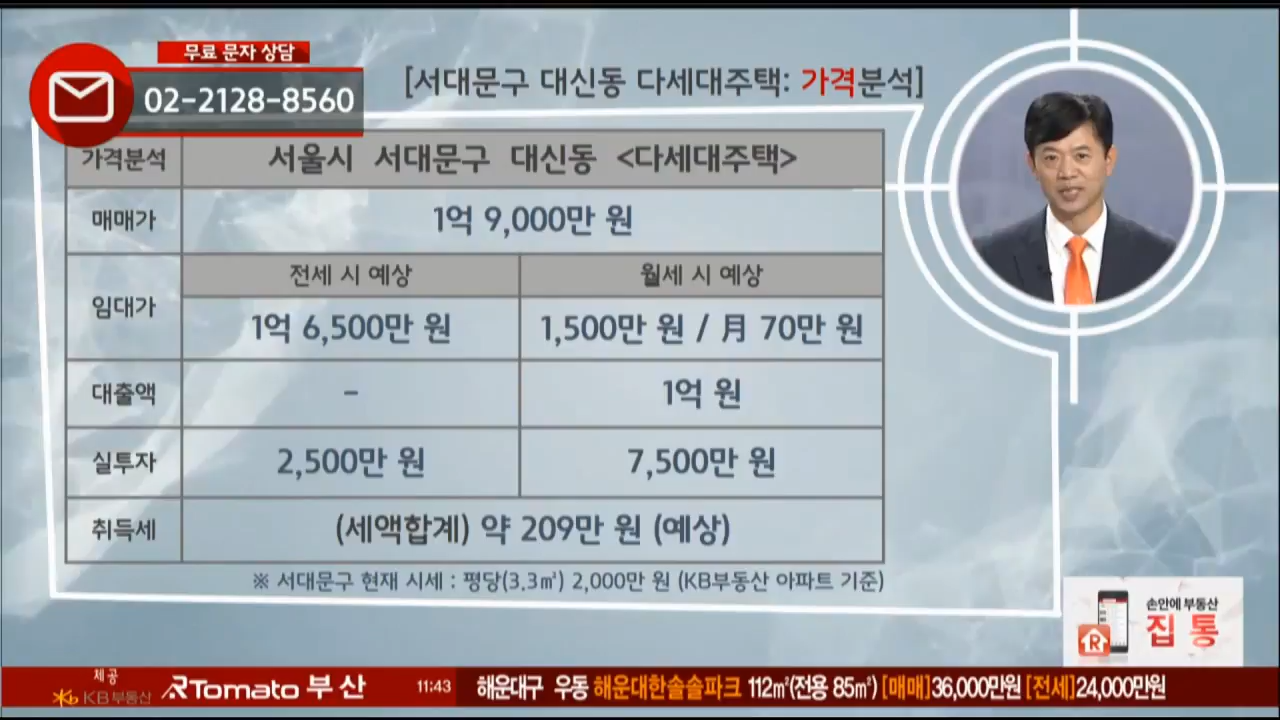 무료 문자 상담
02-2128-8560
[서대문구 대신동 다세대주택: 가격분석]
가격분석 서울시 서대문구 대신동 <다세대주택>
매매가 1억 9,000만 원
임대가 전세 시 예상 월세 시 예상
1억 6,500만 원 1,500만 원 / 月 70만 원
대출액 - 1억 원
실투자 2,500만 원 7,500만 원
취득세 (세액합계) 약 209만 원 (예상)
※ 서대문구 현재 시세 : 평당(3.3㎡) 2,000만 원 (KB부동산 아파트 기준)
손안에 부동산
집통
제공
KB부동산
RTomato 부산 11:43 해운대구 우동 해운대한솔솔파크 112㎡(전용 85㎡) [매매]36,000만원 [전세]24,000만원